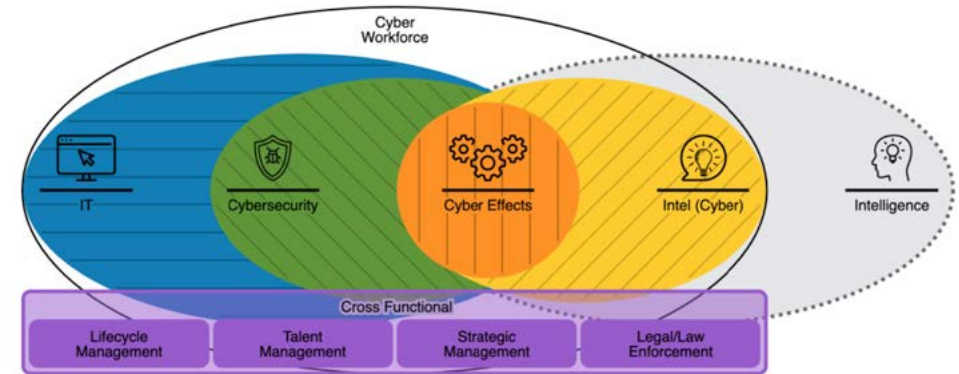 Cyber
Workforce
IT
Cybersecurity
Cyber Effects
Intel (Cyber)
Intelligence
Cross Functional
Lifecycle
Management
Talent
Management
Strategic
Management
Legal/Law
Enforcement